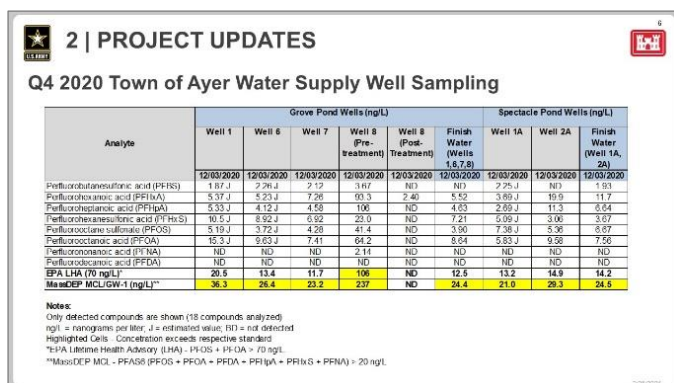 6
U.S. ARMY
2 | PROJECT UPDATES
Q4 2020 Town of Ayer Water Supply Well Sampling
Grove Pond Wells (ng/L) Spectacle Pond Wells (ng/L)
Analyte Well 1 Well 6 Well 7 Well 8 (Pre-treatment) Well 8 (Post-Treatment) Finish Water (Wells 1,6,7,8) Well 1A Well 2A Finish Water (Well 1A, 2A)
12/03/2020 12/03/2020 12/03/2020 12/03/2020 12/03/2020 12/03/2020 12/03/2020 12/03/2020 12/03/2020
Perfluorobutanesulfonic acid (PFBS) 1.87 J 2.26 J 2.12 3.67 ND ND 2.25 J ND 1.93
Perfluorohexanoic acid (PFHxA) 5.37 J 5.23 J 7.26 93.3 2.40 5.52 3.69 J 19.9 11.7
Perfluoroheptanoic acid (PFHpA) 5.33 J 4.12 J 4.58 106 ND 4.63 2.69 J 11.3 6.64
Perfluorohexanesulfonic acid (PFHxS) 10.5 J 8.92 J 6.92 23.0 ND 7.21 5.09 J 3.06 3.67
Perfluorooctane sulfonate (PFOS) 5.19 J 3.72 J 4.28 41.4 ND 3.90 7.38 J 5.36 6.67
Perfluorooctanoic acid (PFOA) 15.3 J 9.63 J 7.41 64.2 ND 8.64 5.83 J 9.58 7.56
Perfluorononanoic acid (PFNA) ND ND ND 2.14 ND ND ND ND ND
Perfluorodecanoic acid (PFDA) ND ND ND ND ND ND ND ND ND
EPA LHA (70 ng/L)* 20.5 13.4 11.7 106 ND 12.5 13.2 14.9 14.2
MassDEP MCL/GW-1 (ng/L)** 36.3 26.4 23.2 237 ND 24.4 21.0 29.3 24.5
Notes:
Only detected compounds are shown (18 compounds analyzed)
ng/L = nanograms per liter; J = estimated value; BD = not detected
Highlighted Cells - Concetration exceeds respective standard
*EPA Lifetime Health Advisory (LHA) - PFOS + PFOA > 70 ng/L
**MassDEP MCL - PFAS6 (PFOS + PFOA + PFDA + PFHpA + PFHxS + PFNA) > 20 ng/L